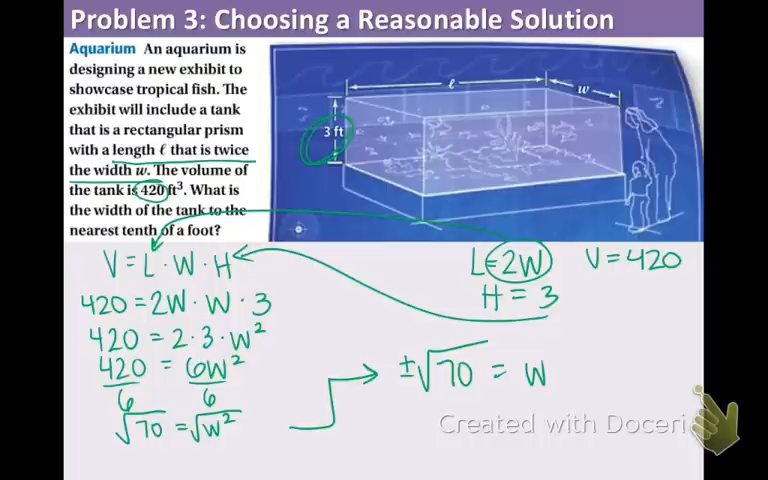 Problem 3: Choosing a Reasonable Solution
Aquarium An aquarium is
designing a new exhibit to
showcase tropical fish. The
exhibit will include a tank
that is a rectangular prism
with a length ℓ that is twice
the width w. The volume of
the tank is 420 ft³. What is
the width of the tank to the
nearest tenth of a foot?
ℓ
w
3 ft
V = L · W · H
420 = 2W · W · 3
420 = 2 · 3 · W²
420 = 6W²
6 6
√70 = √W²
L = 2W V = 420
H = 3
±√70 = W
Created with Doceri